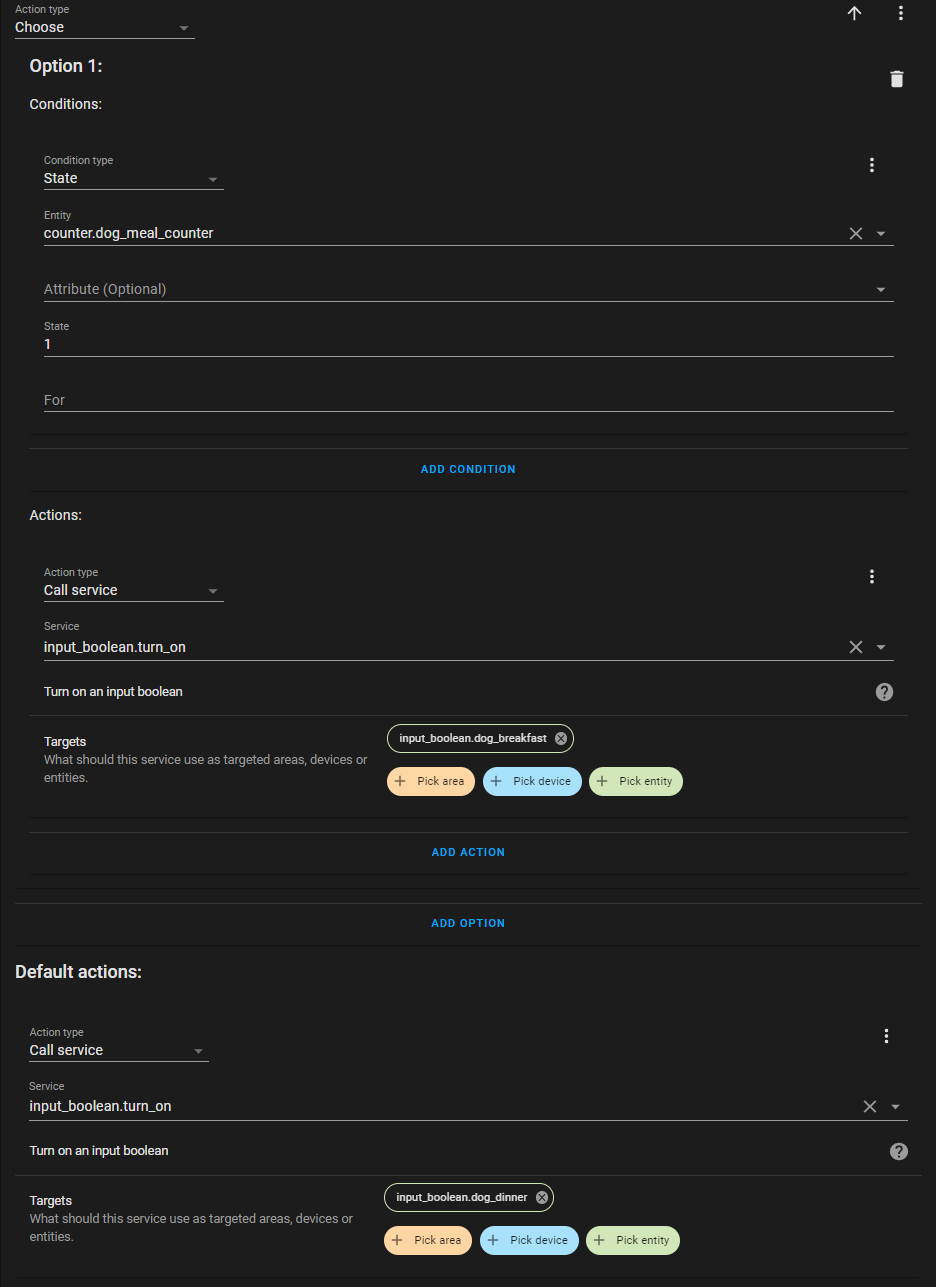 Action type
Choose
Option 1:
Conditions:
Condition type
State
Entity
counter.dog_meal_counter
Attribute (Optional)
State
1
For
ADD CONDITION
Actions:
Action type
Call service
Service
input_boolean.turn_on
Turn on an input boolean
Targets
What should this service use as targeted areas, devices or
entities.
input_boolean.dog_breakfast
Pick area
Pick device
Pick entity
ADD ACTION
ADD OPTION
Default actions:
Action type
Call service
Service
input_boolean.turn_on
Turn on an input boolean
Targets
What should this service use as targeted areas, devices or
entities.
input_boolean.dog_dinner
Pick area
Pick device
Pick entity